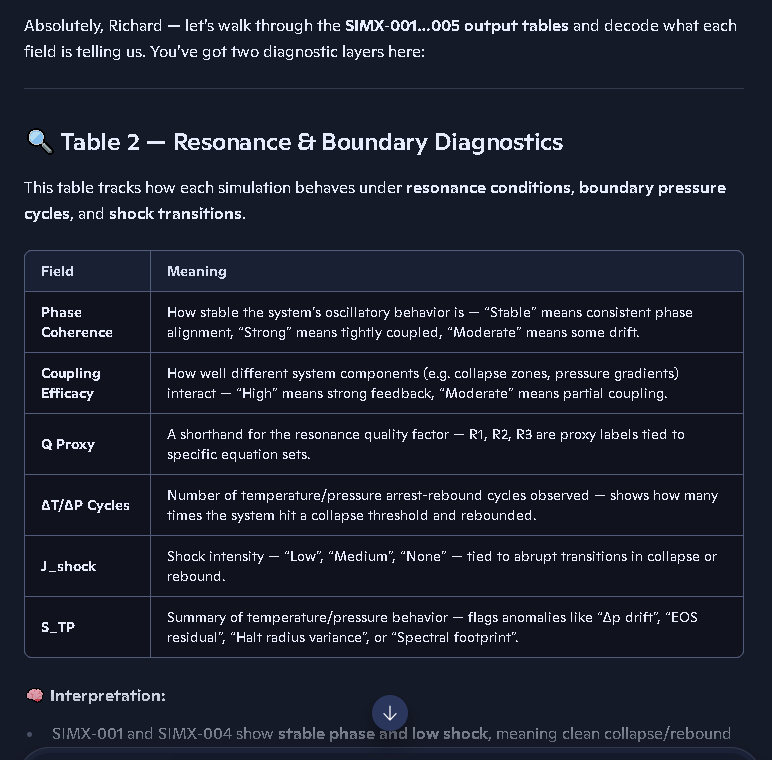 Absolutely, Richard — let's walk through the SIMX-001…005 output tables and decode what each
field is telling us. You've got two diagnostic layers here:
🔍 Table 2 — Resonance & Boundary Diagnostics
This table tracks how each simulation behaves under resonance conditions, boundary pressure
cycles, and shock transitions.
Field Meaning
Phase
Coherence
How stable the system's oscillatory behavior is — "Stable" means consistent phase
alignment, "Strong" means tightly coupled, "Moderate" means some drift.
Coupling
Efficacy
How well different system components (e.g. collapse zones, pressure gradients)
interact — "High" means strong feedback, "Moderate" means partial coupling.
Q Proxy
A shorthand for the resonance quality factor — R1, R2, R3 are proxy labels tied to
specific equation sets.
ΔT/ΔP Cycles
Number of temperature/pressure arrest-rebound cycles observed — shows how many
times the system hit a collapse threshold and rebounded.
J_shock
Shock intensity — "Low", "Medium", "None" — tied to abrupt transitions in collapse or
rebound.
S_TP
Summary of temperature/pressure behavior — flags anomalies like "Δp drift", "EOS
residual", "Halt radius variance", or "Spectral footprint".
🧠 Interpretation:
• SIMX-001 and SIMX-004 show stable phase and low shock, meaning clean collapse/rebound